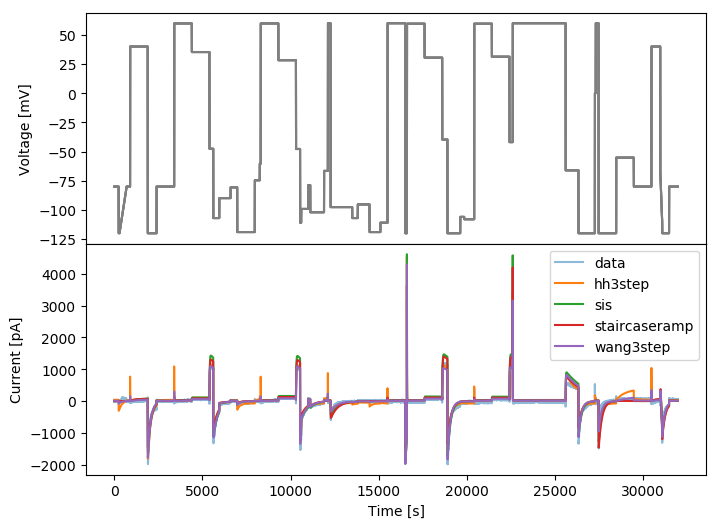 Voltage [mV]
50
25
0
−25
−50
−75
−100
−125
Current [pA]
4000
3000
2000
1000
0
−1000
−2000
data
hh3step
sis
staircaseramp
wang3step
0 5000 10000 15000 20000 25000 30000
Time [s]